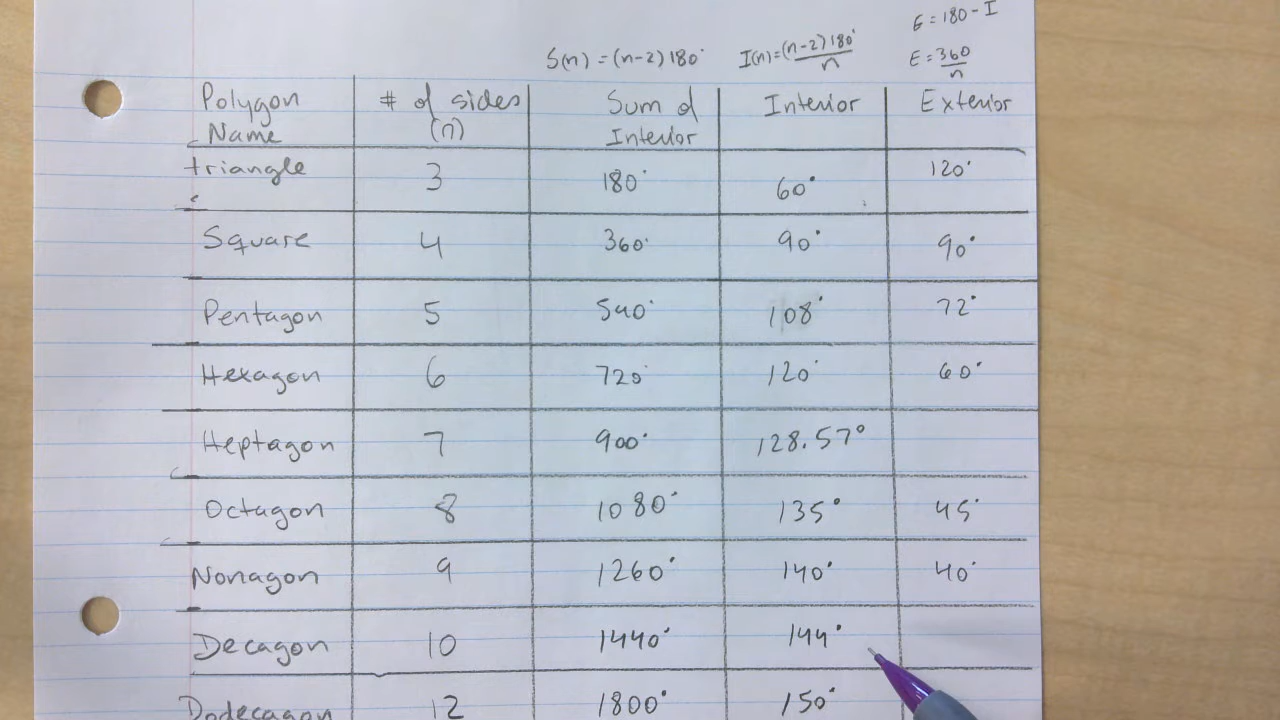 E = 180 - I
S(n) = (n-2) 180° I(n) = (n-2) 180° / n E = 360 / n
Polygon Name # of sides (n) Sum of Interior Interior Exterior
triangle 3 180° 60° 120°
Square 4 360° 90° 90°
Pentagon 5 540° 108° 72°
Hexagon 6 720° 120° 60°
Heptagon 7 900° 128.57°
Octagon 8 1080° 135° 45°
Nonagon 9 1260° 140° 40°
Decagon 10 1440° 144°
Dodecagon 12 1800° 150°